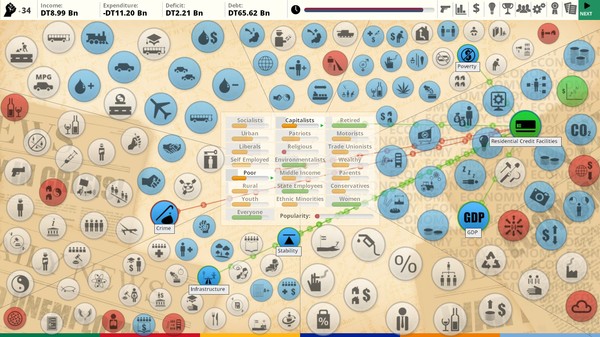 34
Income:
DT8.99 Bn
Expenditure:
-DT11.20 Bn
Deficit:
DT2.21 Bn
Debt:
DT65.62 Bn
NEXT
MPG
Poverty
Socialists
Capitalists
Retired
Urban
Patriots
Motorists
Liberals
Religious
Trade Unionists
Self Employed
Environmentalists
Wealthy
Poor
Middle Income
Parents
Rural
State Employees
Conservatives
Youth
Ethnic Minorities
Women
Everyone
Popularity:
CO2
Residential Credit Facilities
Crime
GDP
GDP
Stability
Infrastructure